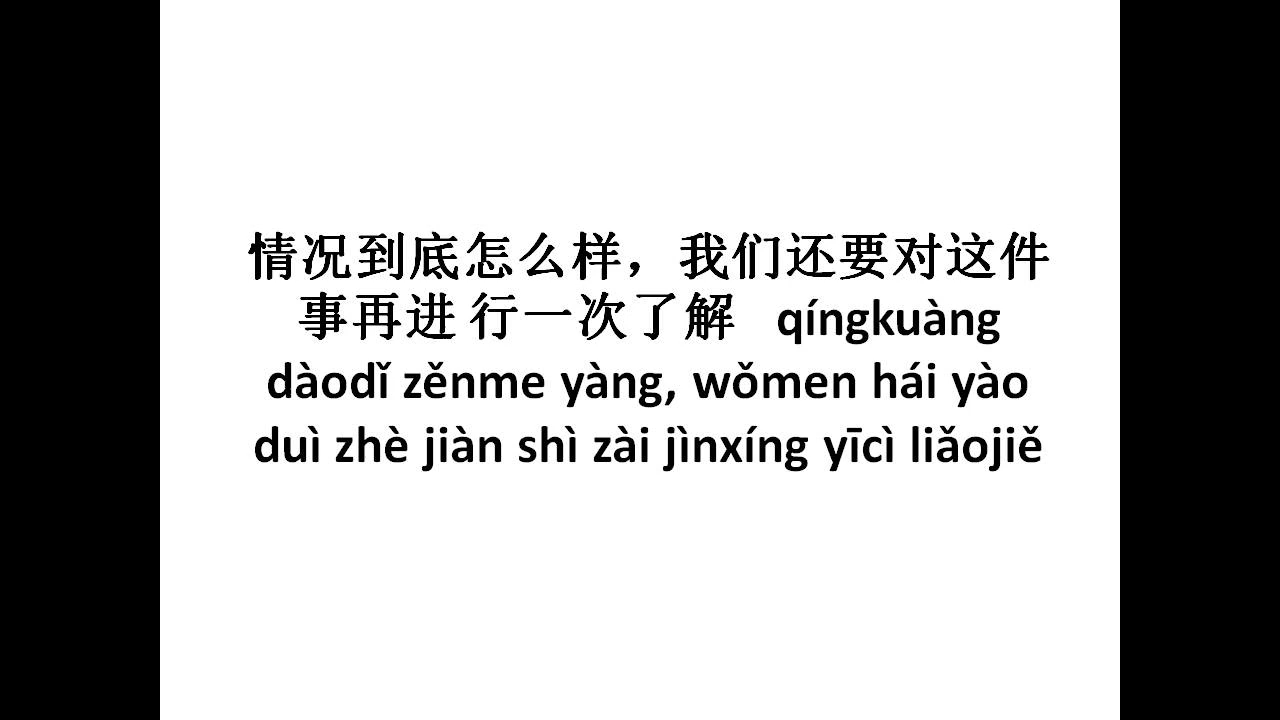 情况到底怎么样，我们还要对这件
事再进 行一次了解 qíngkuàng
dàodǐ zěnme yàng, wǒmen hái yào
duì zhè jiàn shì zài jìnxíng yīcì liǎojiě